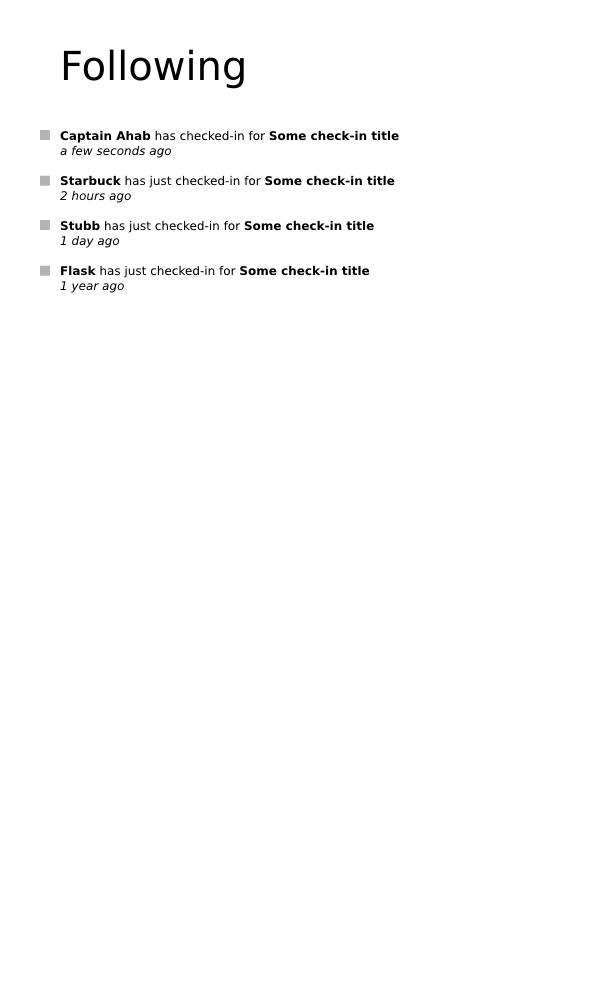 Following
Captain Ahab has checked-in for Some check-in title
a few seconds ago
Starbuck has just checked-in for Some check-in title
2 hours ago
Stubb has just checked-in for Some check-in title
1 day ago
Flask has just checked-in for Some check-in title
1 year ago